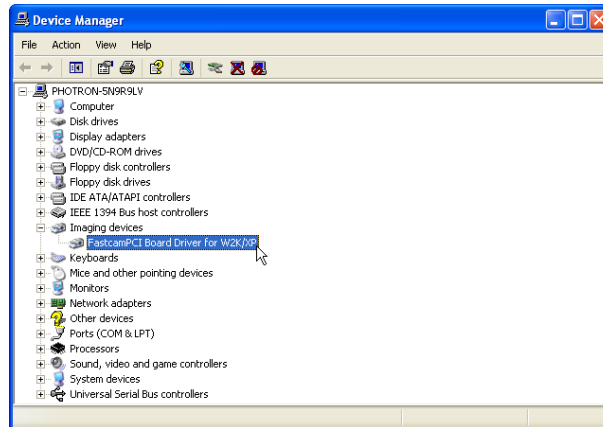 Device Manager
File Action View Help
PHOTRON-5N9R9LV
Computer
Disk drives
Display adapters
DVD/CD-ROM drives
Floppy disk controllers
Floppy disk drives
IDE ATA/ATAPI controllers
IEEE 1394 Bus host controllers
Imaging devices
FastcamPCI Board Driver for W2K/XP
Keyboards
Mice and other pointing devices
Monitors
Network adapters
Other devices
Ports (COM & LPT)
Processors
Sound, video and game controllers
System devices
Universal Serial Bus controllers